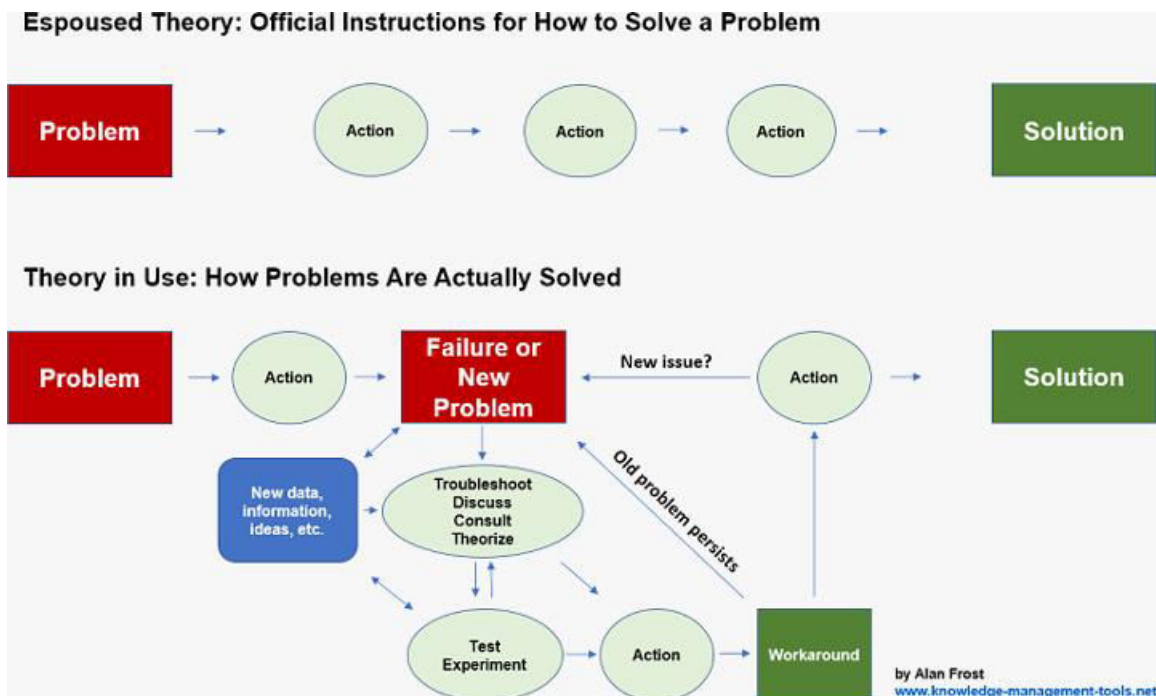 Espoused Theory: Official Instructions for How to Solve a Problem
Problem
Action
Action
Action
Solution
Theory in Use: How Problems Are Actually Solved
Problem
Action
Failure or
New
Problem
New issue?
Action
Solution
New data,
information,
ideas, etc.
Troubleshoot
Discuss
Consult
Theorize
Old problem persists
Test
Experiment
Action
Workaround
by Alan Frost
www.knowledge-management-tools.net